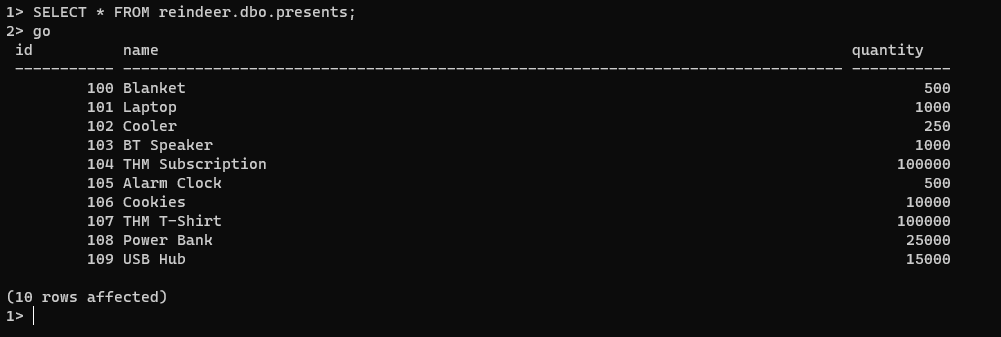 1> SELECT * FROM reindeer.dbo.presents;
2> go
id name quantity
----------- -------------------------------------------------------------------------------- -----------
100 Blanket 500
101 Laptop 1000
102 Cooler 250
103 BT Speaker 1000
104 THM Subscription 100000
105 Alarm Clock 500
106 Cookies 10000
107 THM T-Shirt 100000
108 Power Bank 25000
109 USB Hub 15000
(10 rows affected)
1>